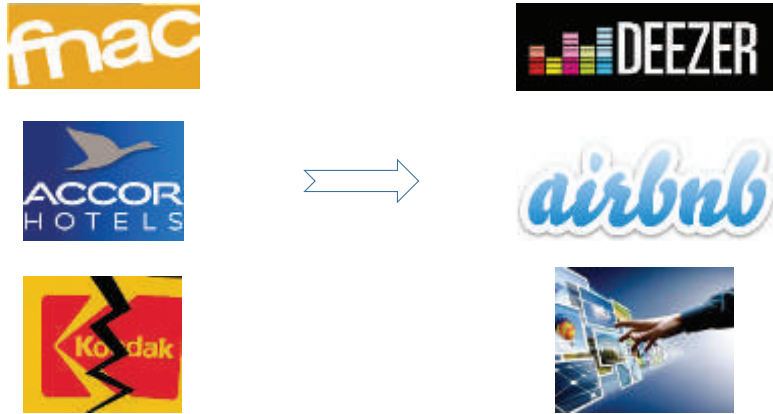 fnac
DEEZER
ACCOR
HOTELS
airbnb
Kodak